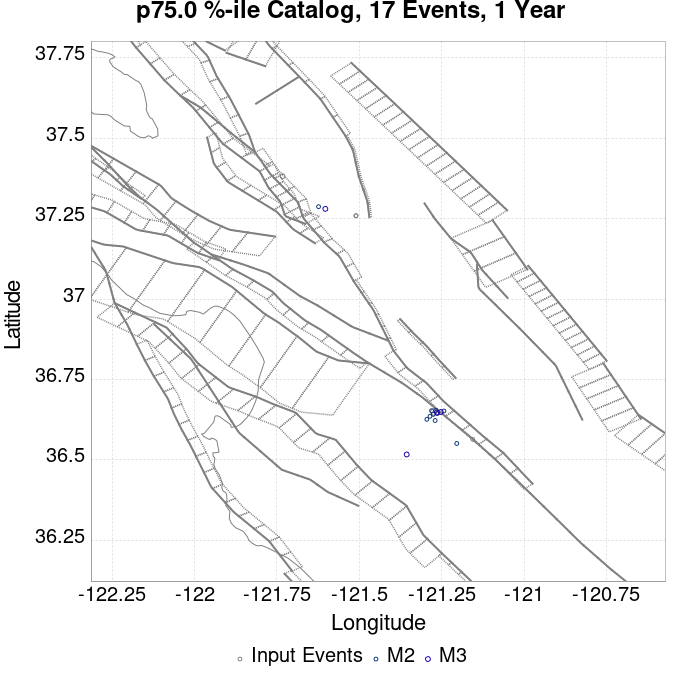 p75.0 %-ile Catalog, 17 Events, 1 Year
37.75
37.5
37.25
37
36.75
36.5
36.25
Latitude
-122.25 -122 -121.75 -121.5 -121.25 -121 -120.75
Longitude
Input Events M2 M3